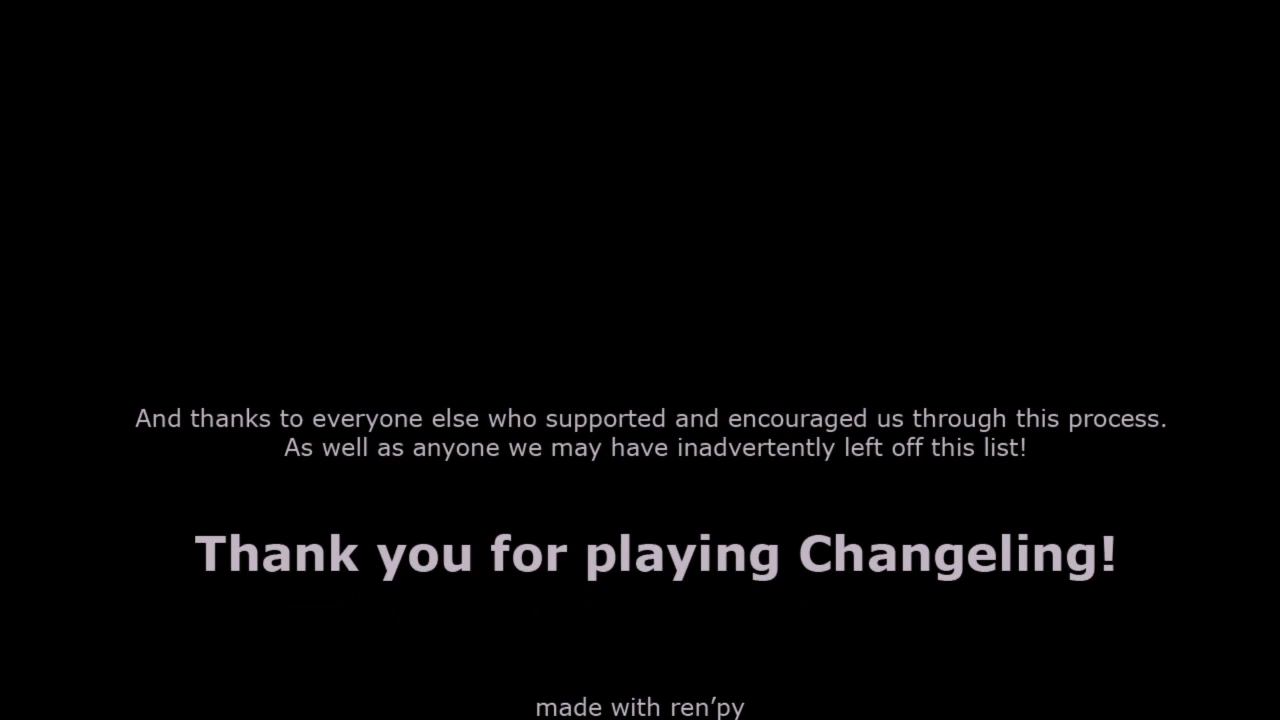 And thanks to everyone else who supported and encouraged us through this process.
As well as anyone we may have inadvertently left off this list!
Thank you for playing Changeling!
made with ren’py